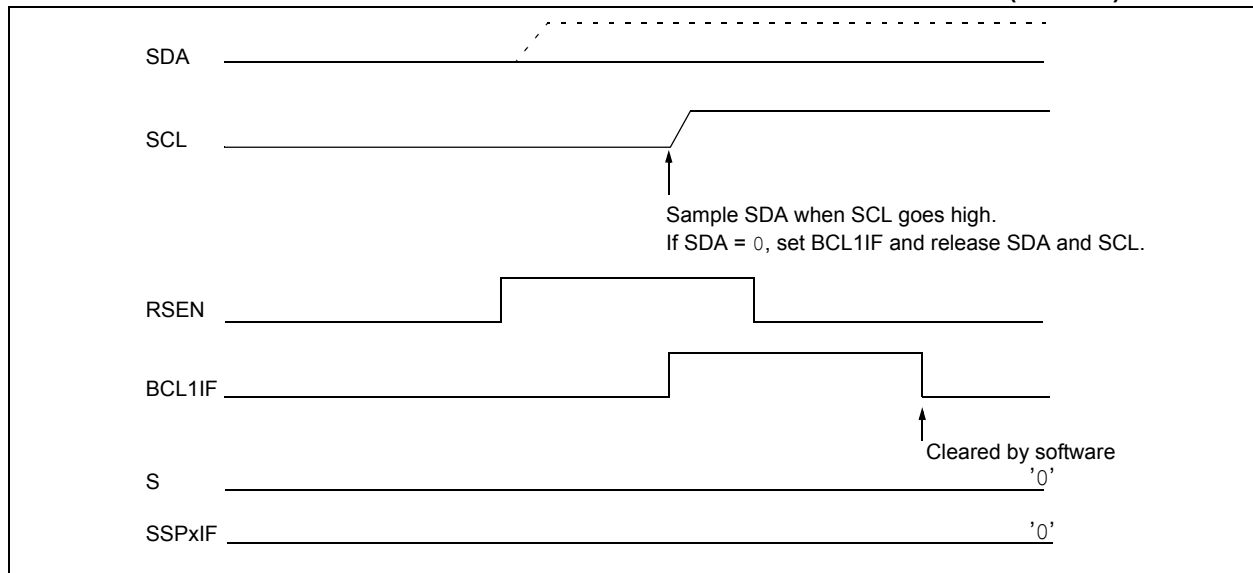 SDA
SCL
Sample SDA when SCL goes high.
If SDA = 0, set BCL1IF and release SDA and SCL.
RSEN
BCL1IF
Cleared by software
S
'0'
SSPxIF
'0'